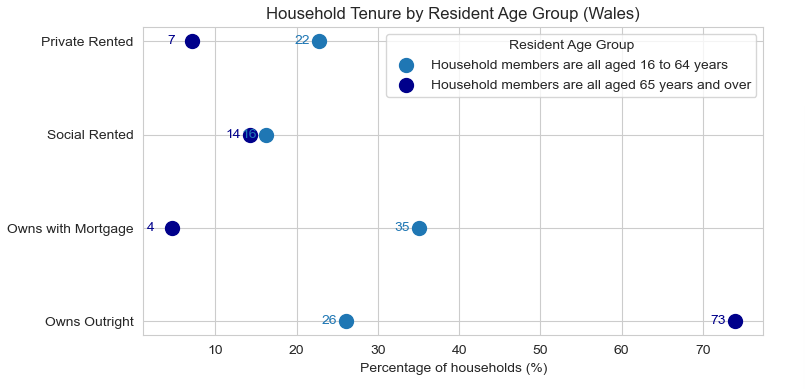 Household Tenure by Resident Age Group (Wales)
Private Rented
7
22
Resident Age Group
Household members are all aged 16 to 64 years
Household members are all aged 65 years and over
Social Rented
14
16
Owns with Mortgage
4
35
Owns Outright
26
73
10 20 30 40 50 60 70
Percentage of households (%)